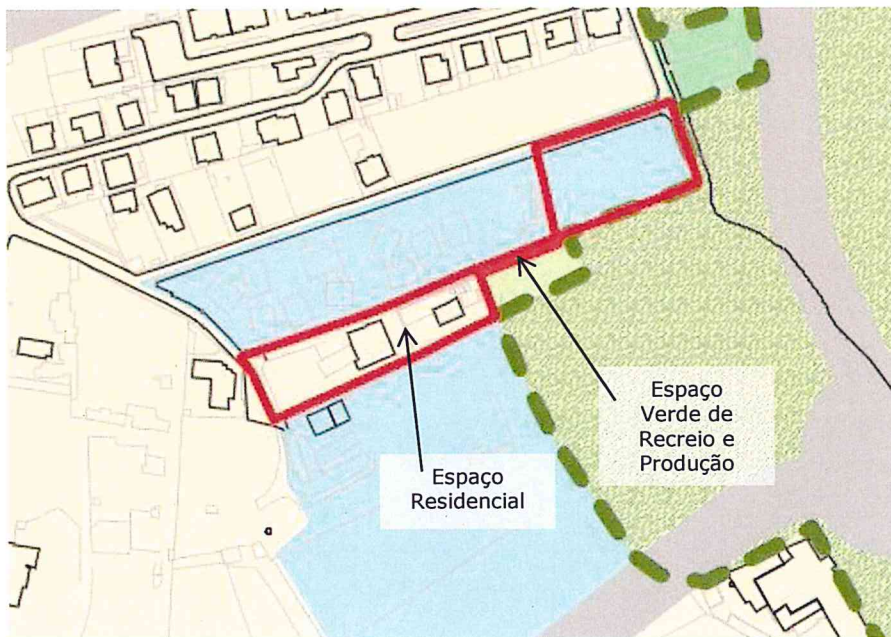 Espaço
Verde de
Recreio e
Produção
Espaço
Residencial